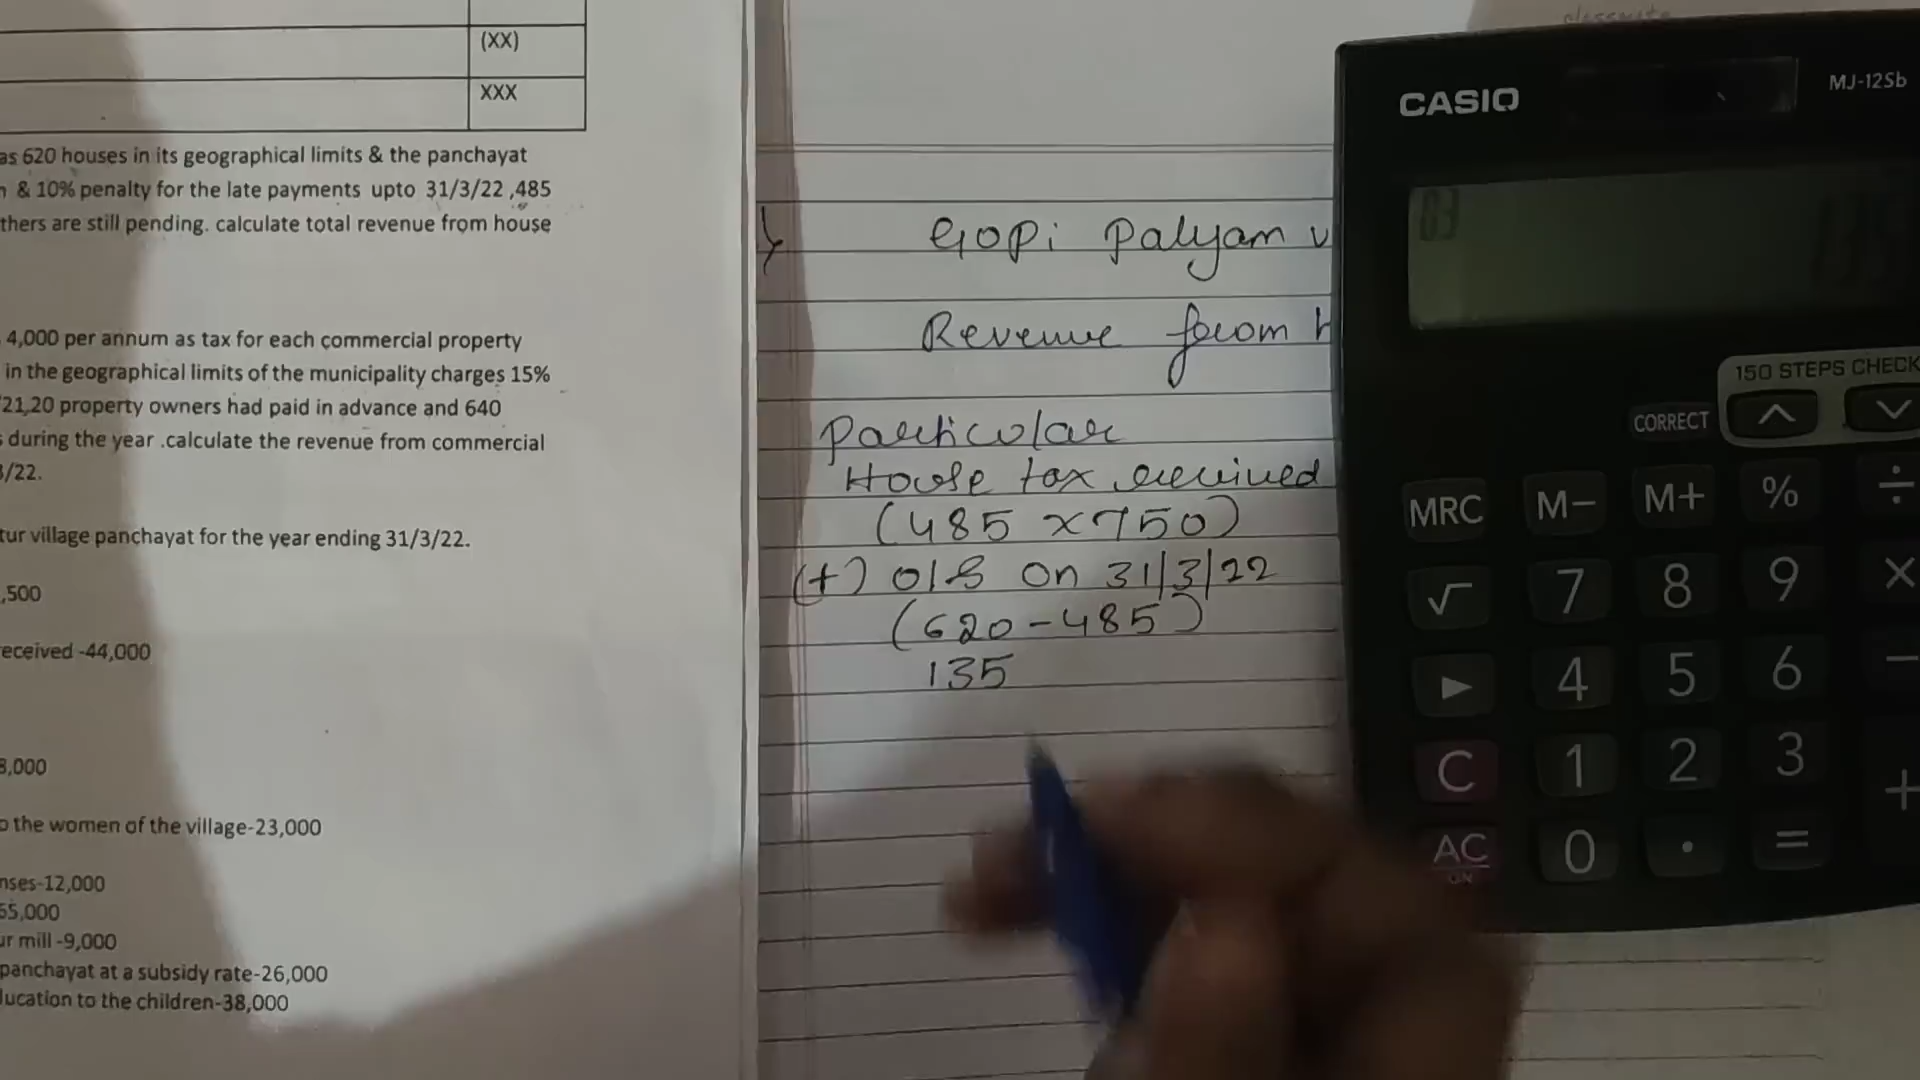 (XX)
XXX
as 620 houses in its geographical limits & the panchayat
& 10% penalty for the late payments upto 31/3/22 ,485
thers are still pending. calculate total revenue from house
4,000 per annum as tax for each commercial property
in the geographical limits of the municipality charges 15%
21,20 property owners had paid in advance and 640
s during the year .calculate the revenue from commercial
/22.
tur village panchayat for the year ending 31/3/22.
,500
eceived -44,000
8,000
o the women of the village-23,000
nses-12,000
55,000
ur mill -9,000
panchayat at a subsidy rate-26,000
ducation to the children-38,000
Gopi Palyam v
Revenue from h
Particular
House tax received
(485 x 750)
(+) O/S on 31/3/22
(620-485)
135
CASIO
MJ-12Sb
150 STEPS CHECK
CORRECT
MRC M− M+ % ÷
√ 7 8 9 ×
▶ 4 5 6 −
C 1 2 3 +
AC 0 · =
ON